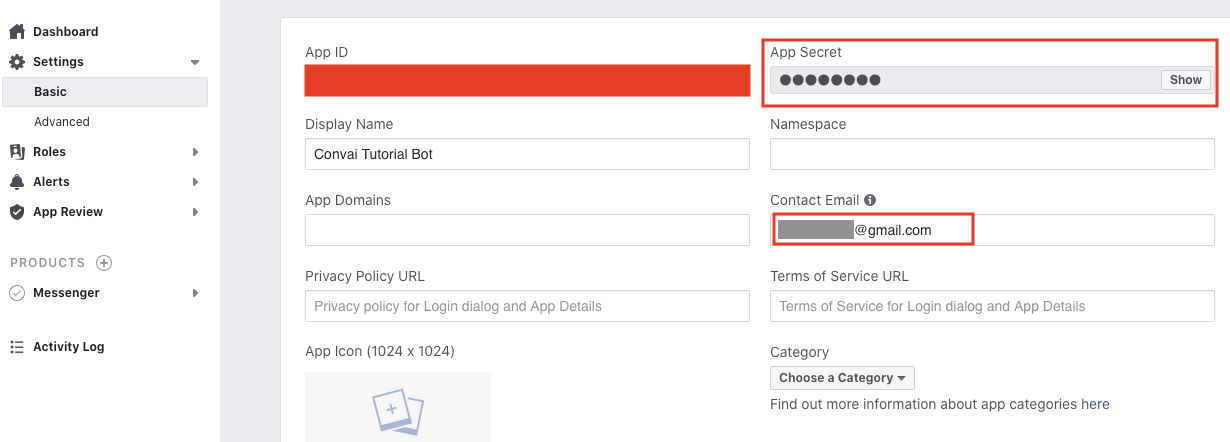 Dashboard
Settings
Basic
Advanced
Roles
Alerts
App Review
PRODUCTS
Messenger
Activity Log
App ID
App Secret
●●●●●●●●
Show
Display Name
Convai Tutorial Bot
Namespace
App Domains
Contact Email
@gmail.com
Privacy Policy URL
Privacy policy for Login dialog and App Details
Terms of Service URL
Terms of Service for Login dialog and App Details
App Icon (1024 x 1024)
Category
Choose a Category
Find out more information about app categories here